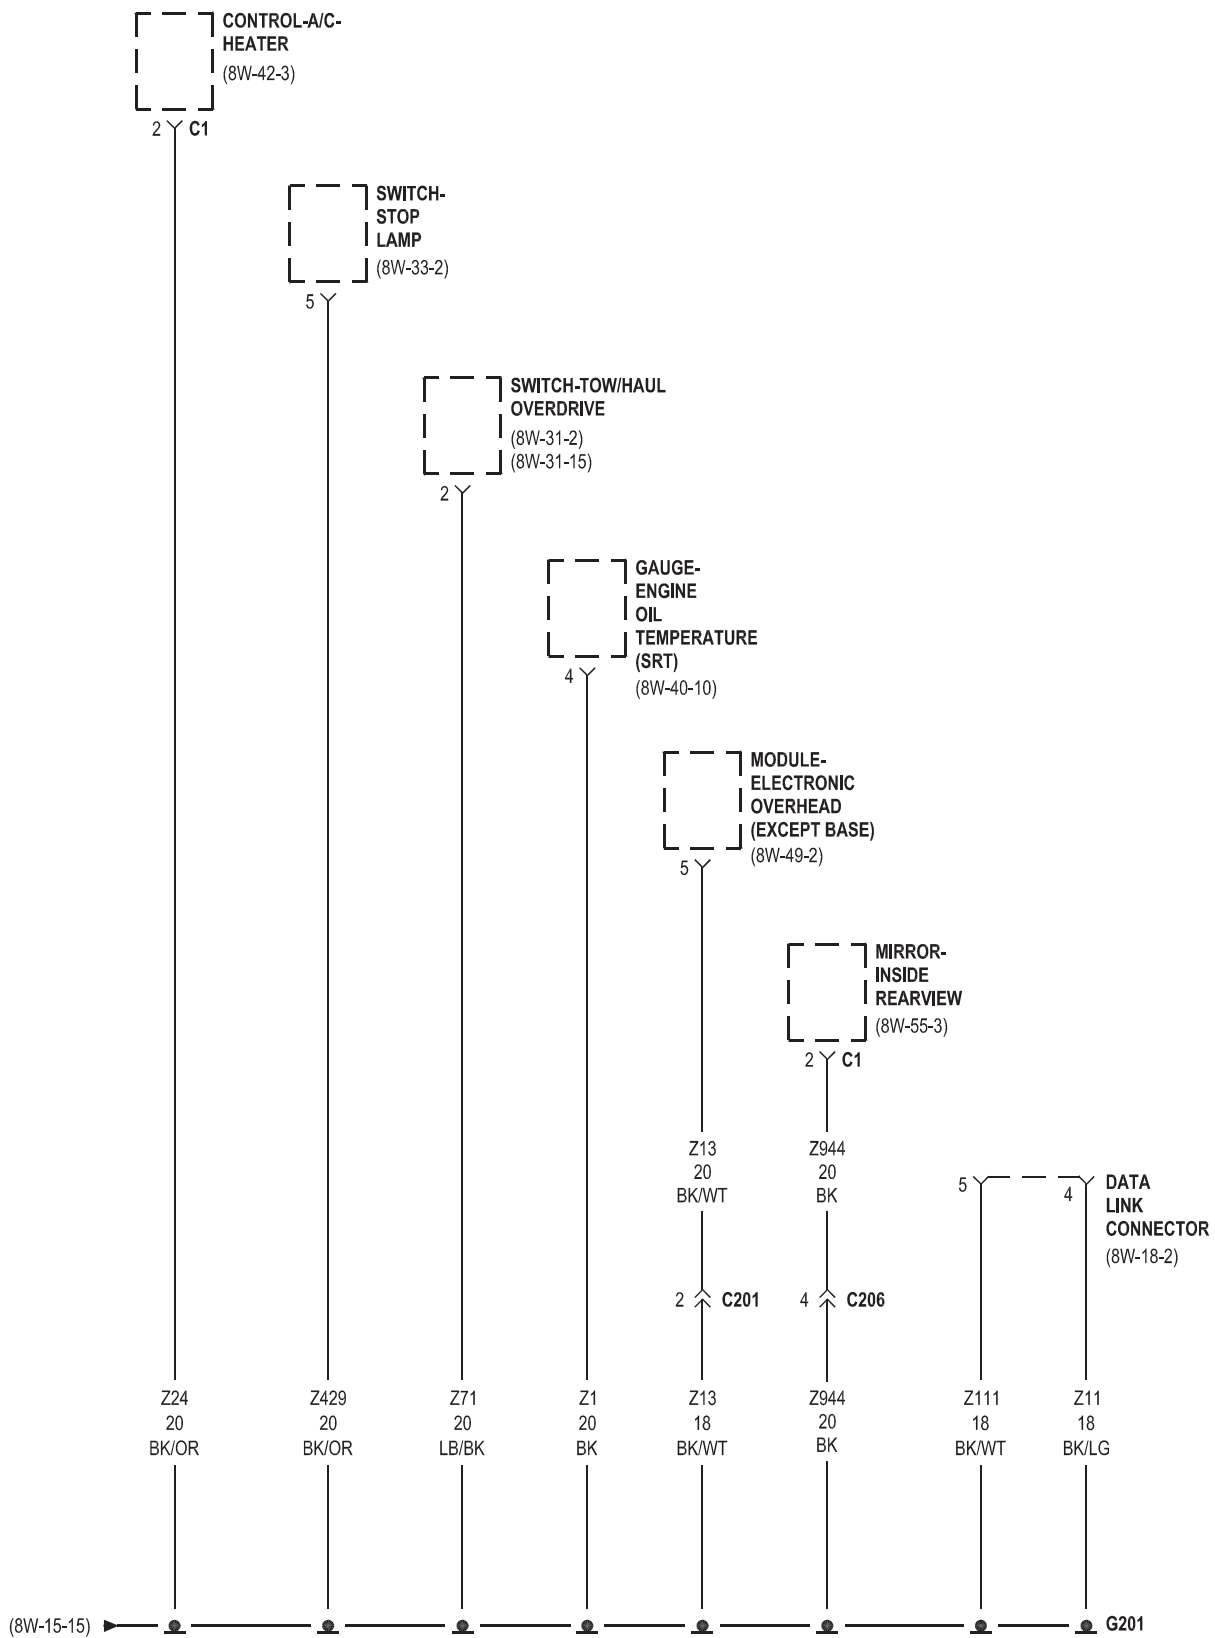 CONTROL-A/C-
HEATER
(8W-42-3)
2 C1
SWITCH-
STOP
LAMP
(8W-33-2)
5
SWITCH-TOW/HAUL
OVERDRIVE
(8W-31-2)
(8W-31-15)
2
GAUGE-
ENGINE
OIL
TEMPERATURE
(SRT)
(8W-40-10)
4
MODULE-
ELECTRONIC
OVERHEAD
(EXCEPT BASE)
(8W-49-2)
5
MIRROR-
INSIDE
REARVIEW
(8W-55-3)
2 C1
Z13
20
BK/WT
Z944
20
BK
5
4
DATA
LINK
CONNECTOR
(8W-18-2)
2 C201
4 C206
Z24
20
BK/OR
Z429
20
BK/OR
Z71
20
LB/BK
Z1
20
BK
Z13
18
BK/WT
Z944
20
BK
Z111
18
BK/WT
Z11
18
BK/LG
(8W-15-15)
G201